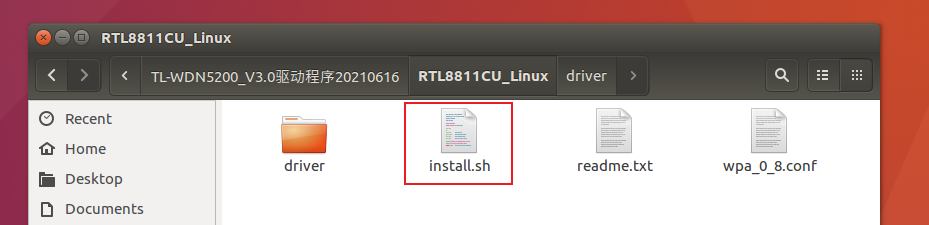 RTL8811CU_Linux
TL-WDN5200_V3.0驱动程序20210616 RTL8811CU_Linux driver
Recent
Home
Desktop
Documents
driver install.sh readme.txt wpa_0_8.conf